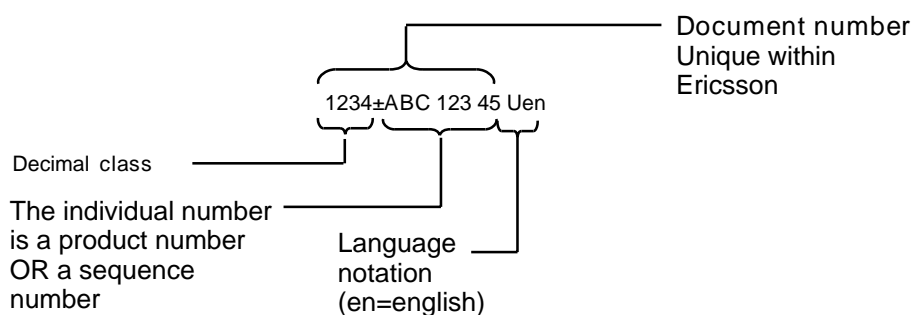 Document number
Unique within
Ericsson
1234±ABC 123 45 Uen
Decimal class
The individual number
is a product number
OR a sequence
number
Language
notation
(en=english)